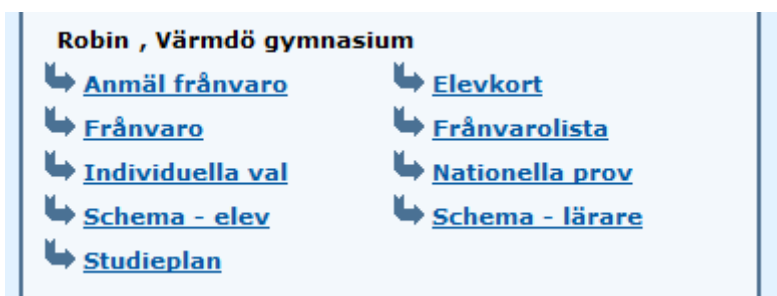 Robin , Värmdö gymnasium
Anmäl frånvaro Elevkort
Frånvaro Frånvarolista
Individuella val Nationella prov
Schema - elev Schema - lärare
Studieplan